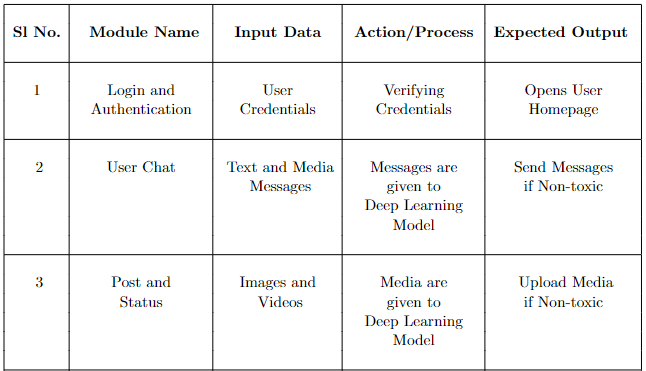 Sl No. Module Name Input Data Action/Process Expected Output
1 Login and User Verifying Opens User
Authentication Credentials Credentials Homepage
2 User Chat Text and Media Messages are Send Messages
Messages given to if Non-toxic
Deep Learning
Model
3 Post and Images and Media are Upload Media
Status Videos given to if Non-toxic
Deep Learning
Model